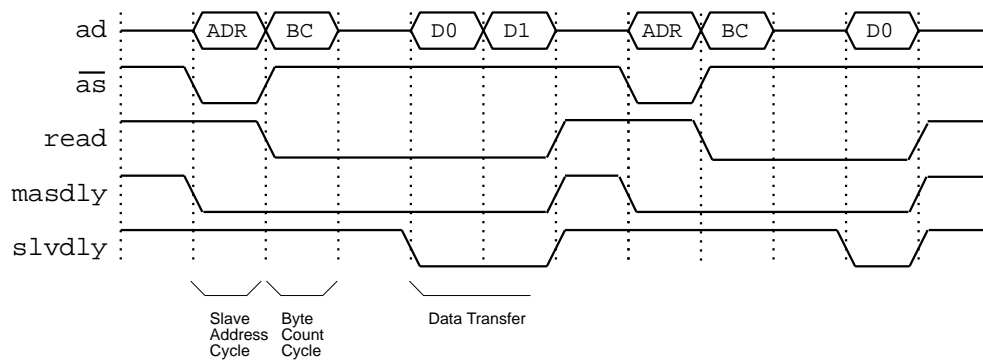 ad ADR BC D0 D1 ADR BC D0
as
read
masdly
slvdly
Slave Address Cycle
Byte Count Cycle
Data Transfer